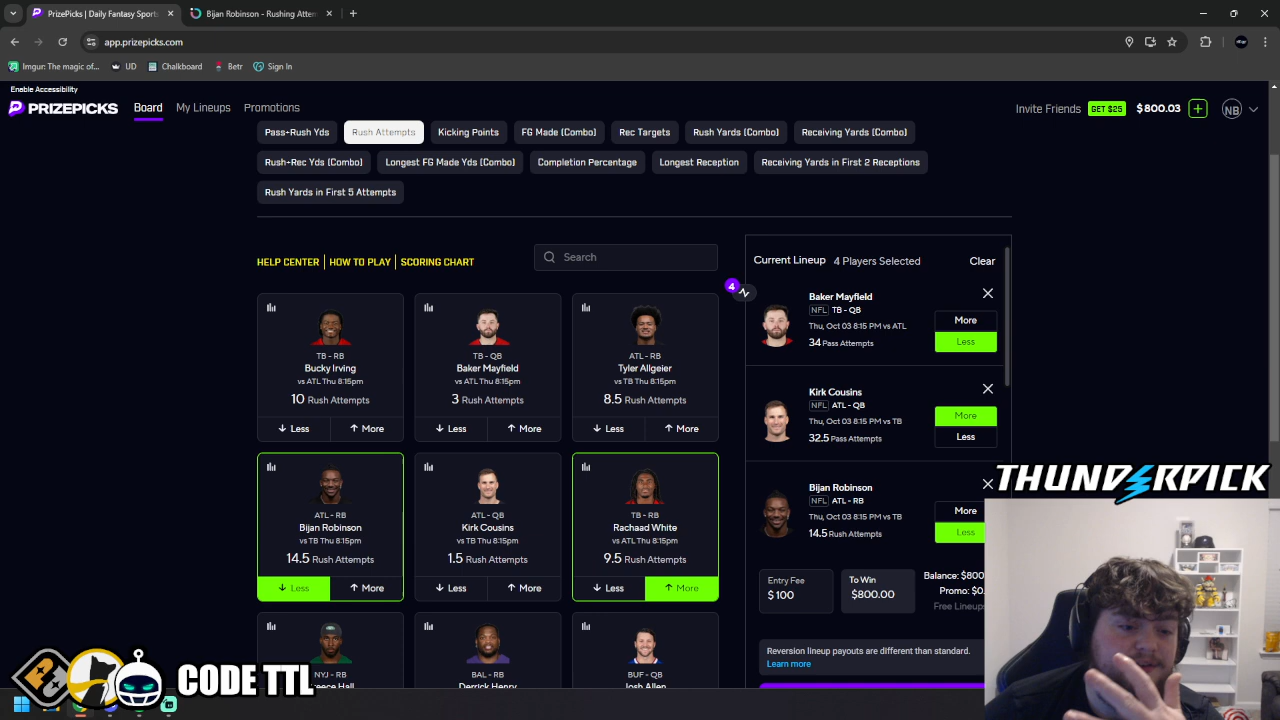 PrizePicks | Daily Fantasy Sports
Bijan Robinson - Rushing Attem
app.prizepicks.com
Imgur: The magic of...
UD
Chalkboard
Betr
Sign In
Enable Accessibility
PRIZEPICKS
Board
My Lineups
Promotions
Invite Friends
GET $25
$800.03
NB
Pass+Rush Yds
Rush Attempts
Kicking Points
FG Made (Combo)
Rec Targets
Rush Yards (Combo)
Receiving Yards (Combo)
Rush+Rec Yds (Combo)
Longest FG Made Yds (Combo)
Completion Percentage
Longest Reception
Receiving Yards in First 2 Receptions
Rush Yards in First 5 Attempts
HELP CENTER | HOW TO PLAY | SCORING CHART
Search
TB - RB
Bucky Irving
vs ATL Thu 8:15pm
10 Rush Attempts
Less
More
TB - QB
Baker Mayfield
vs ATL Thu 8:15pm
3 Rush Attempts
Less
More
ATL - RB
Tyler Allgeier
vs TB Thu 8:15pm
8.5 Rush Attempts
Less
More
ATL - RB
Bijan Robinson
vs TB Thu 8:15pm
14.5 Rush Attempts
Less
More
ATL - QB
Kirk Cousins
vs TB Thu 8:15pm
1.5 Rush Attempts
Less
More
TB - RB
Rachaad White
vs ATL Thu 8:15pm
9.5 Rush Attempts
Less
More
NYJ - RB
BAL - RB
Derrick Henry
BUF - QB
Josh Allen
Current Lineup
4 Players Selected
Clear
4
Baker Mayfield
NFL TB - QB
Thu, Oct 03 8:15 PM vs ATL
34 Pass Attempts
More
Less
Kirk Cousins
NFL ATL - QB
Thu, Oct 03 8:15 PM vs TB
32.5 Pass Attempts
More
Less
Bijan Robinson
NFL ATL - RB
Thu, Oct 03 8:15 PM vs TB
14.5 Rush Attempts
More
Less
Entry Fee
$ 100
To Win
$800.00
Balance: $800
Promo: $0.
Free Lineups
Reversion lineup payouts are different than standard.
Learn more
THUNDERPICK
CODE TTL